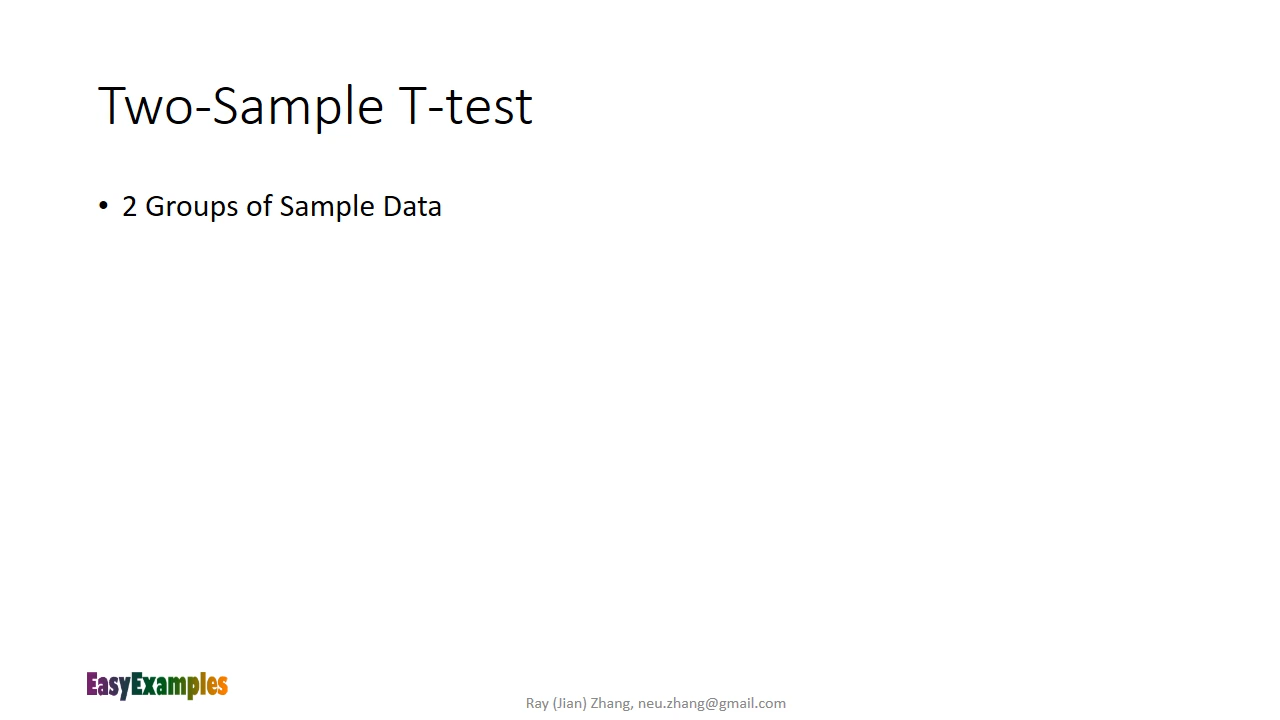 Two-Sample T-test
• 2 Groups of Sample Data
EasyExamples
Ray (Jian) Zhang, neu.zhang@gmail.com